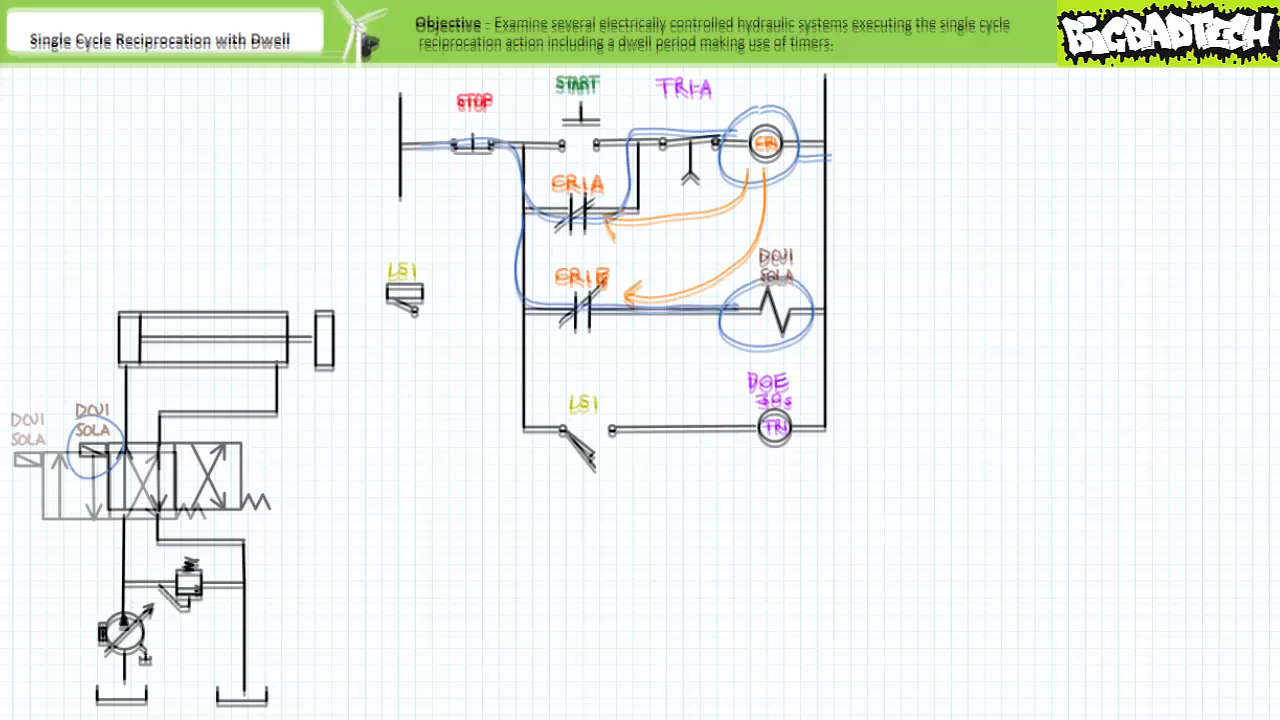 Single Cycle Reciprocation with Dwell
Objective - Examine several electrically controlled hydraulic systems executing the single cycle
reciprocation action including a dwell period making use of timers.
BIGBADTECH
STOP
START
TR1-A
CR1
CR1A
LS1
CR1B
DCV1
SOLA
DOE
30s
LS1
TR1
DCV1
SOLA
DCV1
SOLA